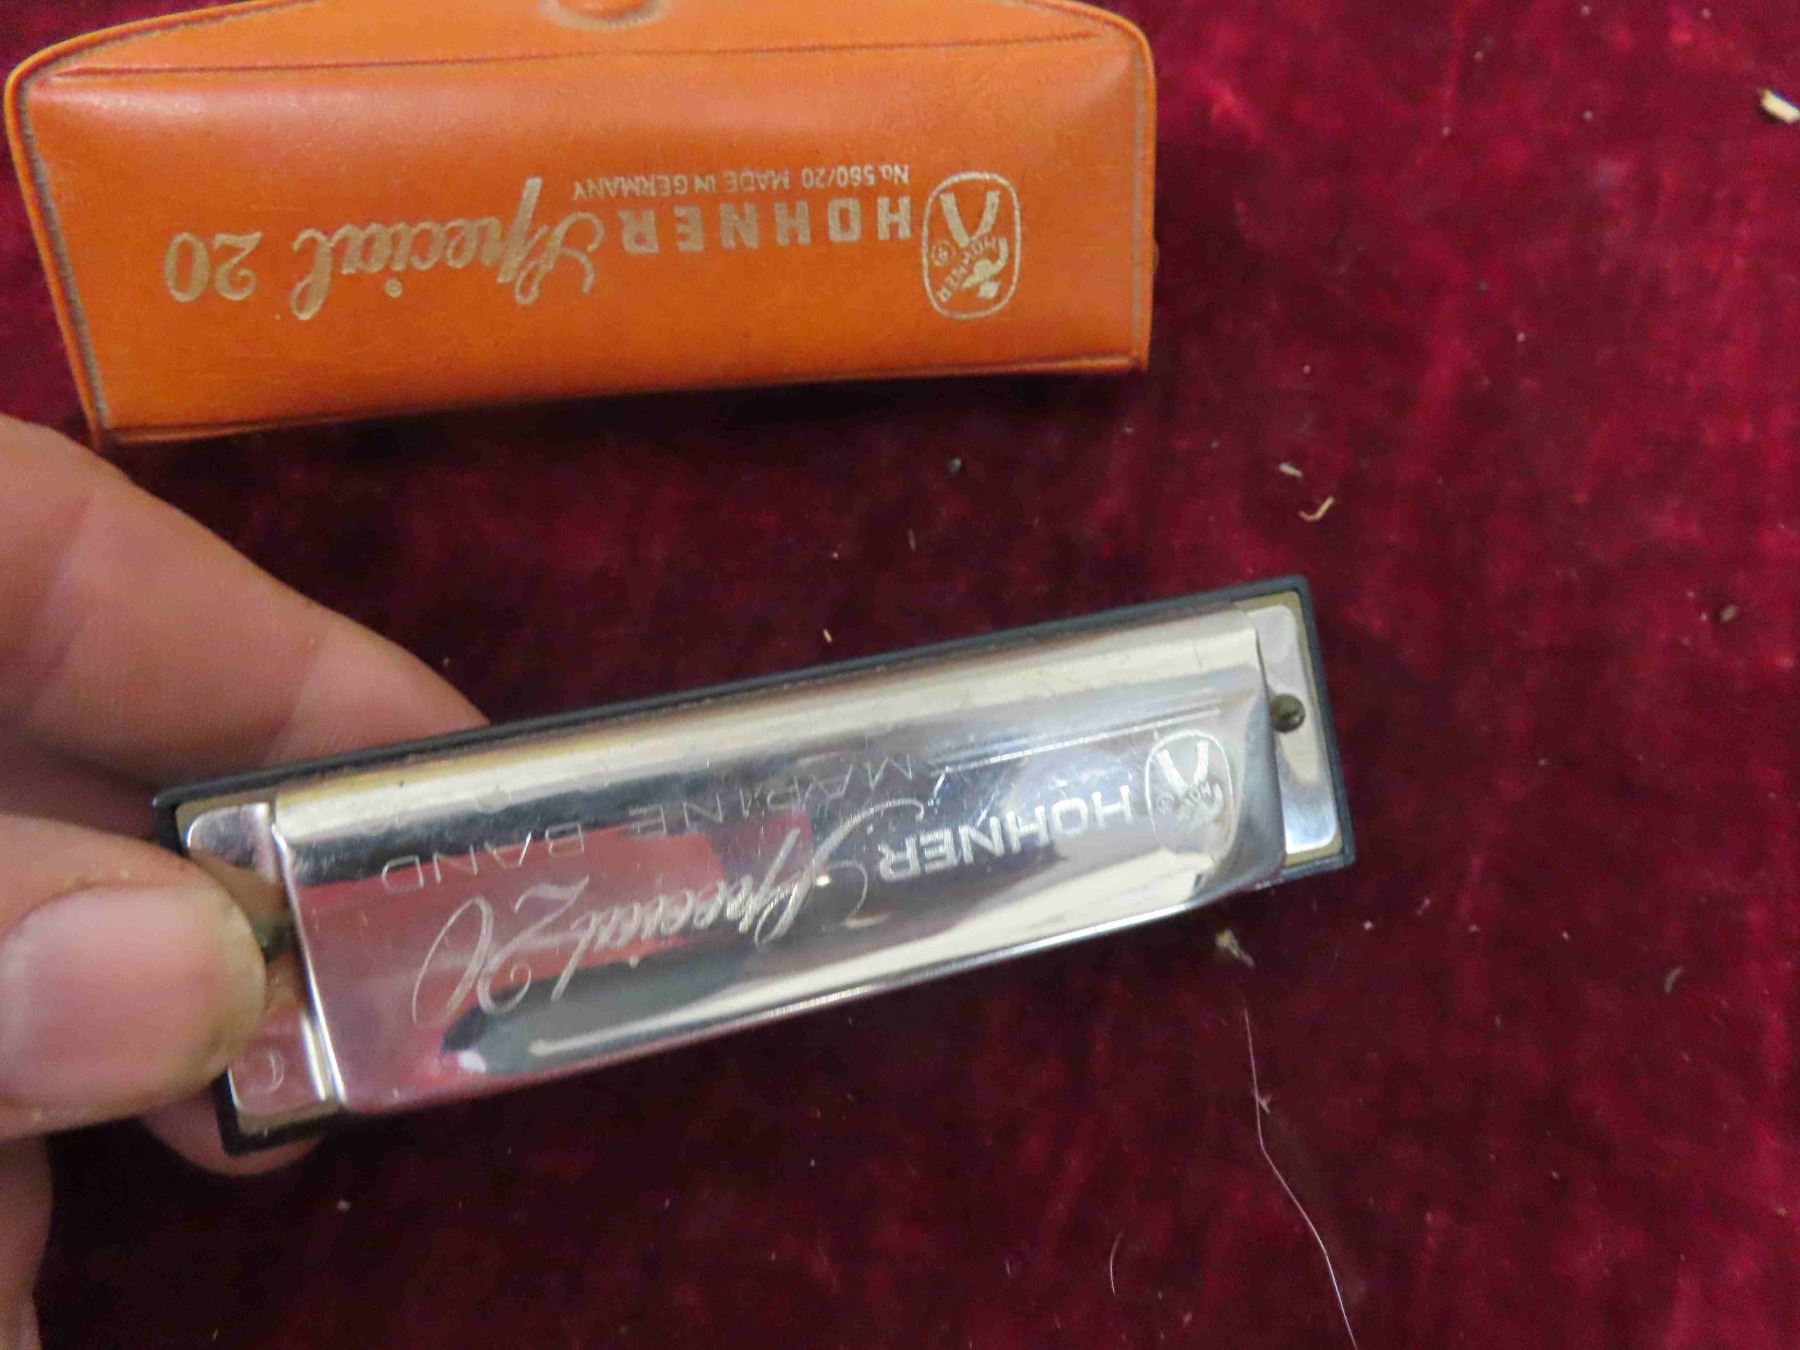 HOHNER Special 20
No. 560/20 MADE IN GERMANY
HOHNER
HOHNER Special 20
MARINE BAND
HOHNER
C